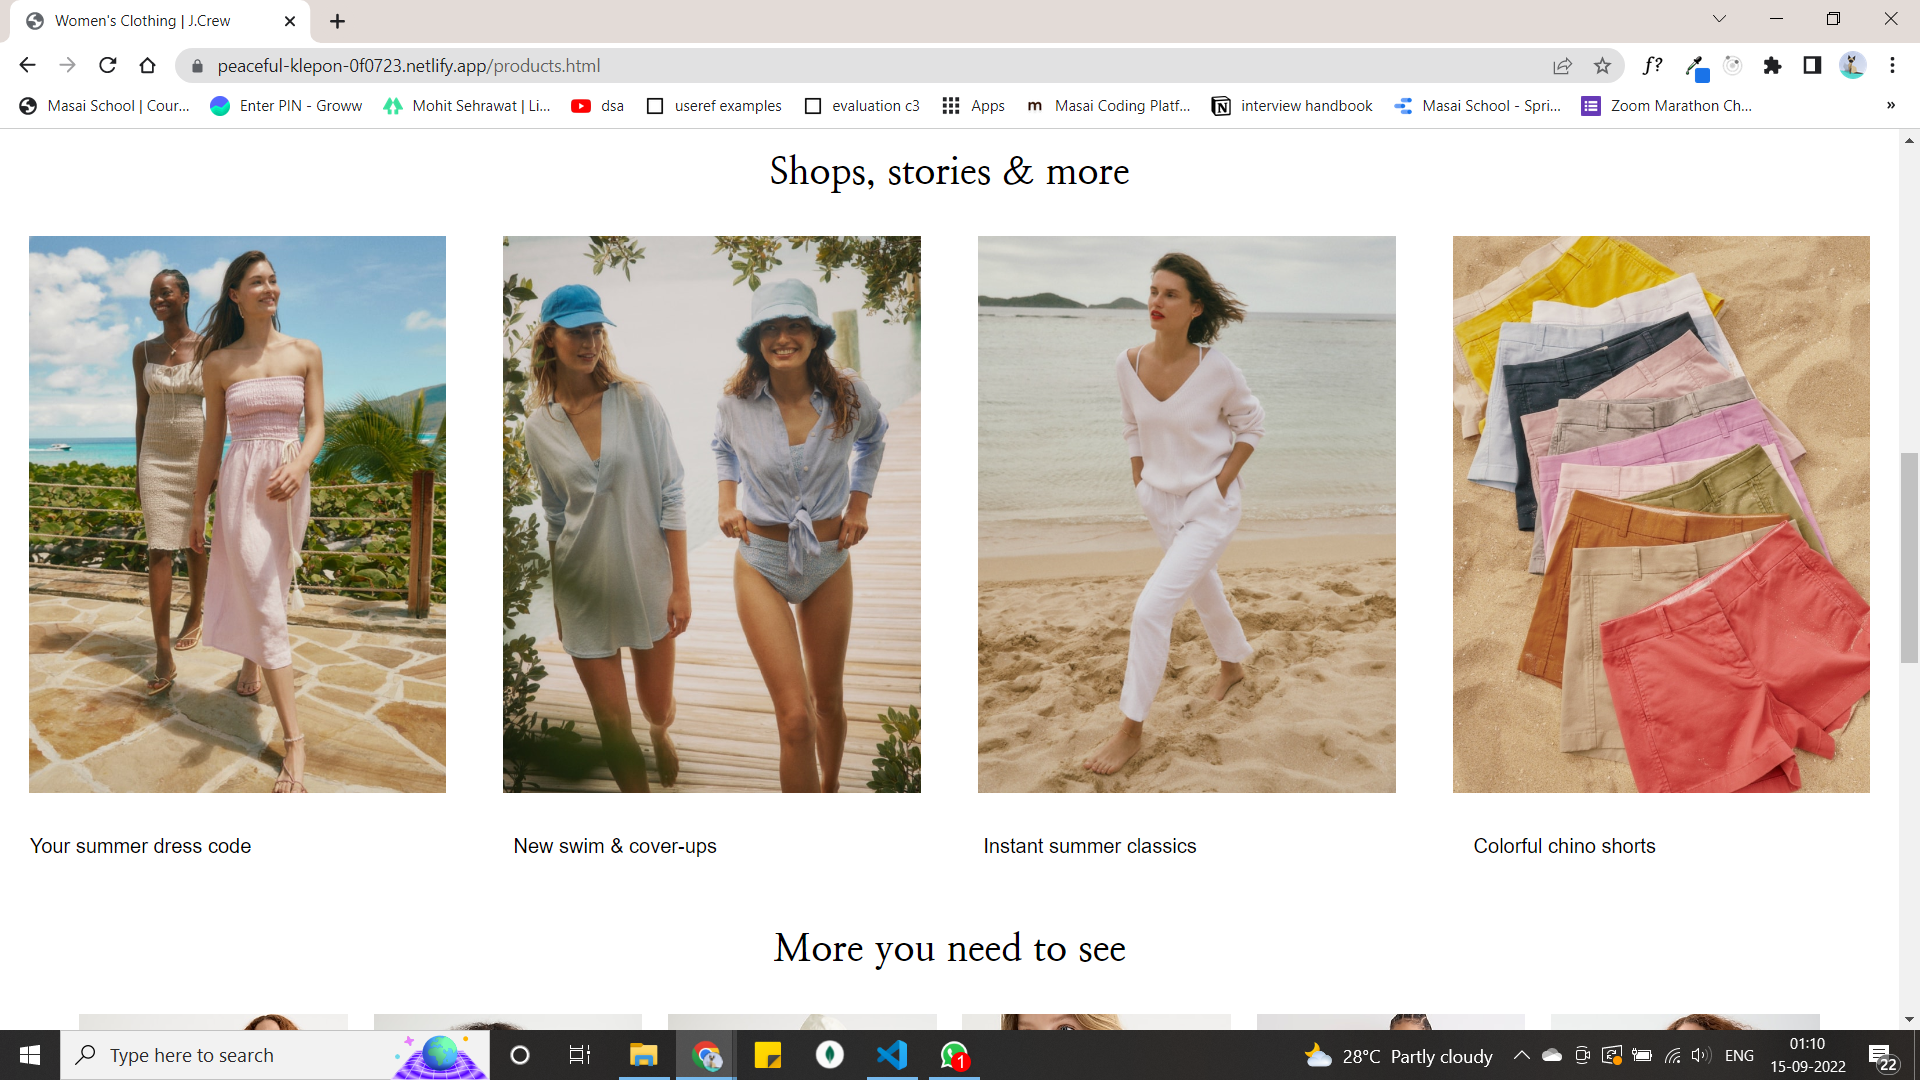 Women's Clothing | J.Crew
peaceful-klepon-0f0723.netlify.app/products.html
f?
Masai School | Cour...
Enter PIN - Groww
Mohit Sehrawat | Li...
dsa
useref examples
evaluation c3
Apps
m Masai Coding Platf...
interview handbook
Masai School - Spri...
Zoom Marathon Ch...
»
Shops, stories & more
Your summer dress code
New swim & cover-ups
Instant summer classics
Colorful chino shorts
More you need to see
Type here to search
1
28°C Partly cloudy
ENG
01:10
15-09-2022
22